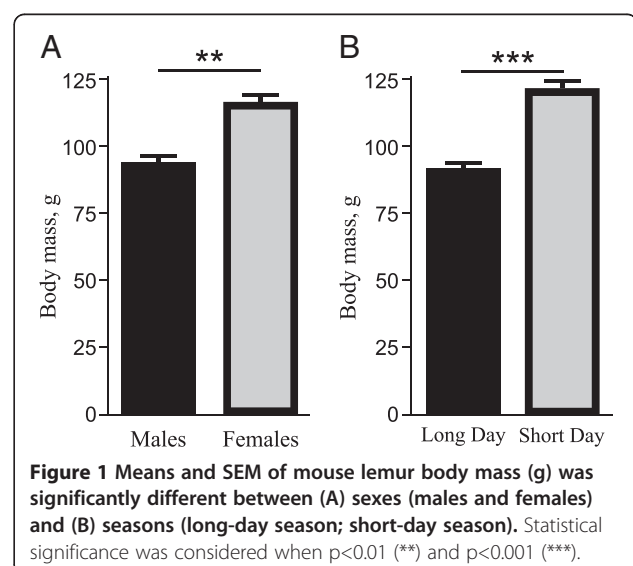 A
**
125
100
75
50
25
0
Body mass, g
Males Females
B
***
125
100
75
50
25
0
Body mass, g
Long Day Short Day
Figure 1 Means and SEM of mouse lemur body mass (g) was
significantly different between (A) sexes (males and females)
and (B) seasons (long-day season; short-day season). Statistical
significance was considered when p<0.01 (**) and p<0.001 (***).